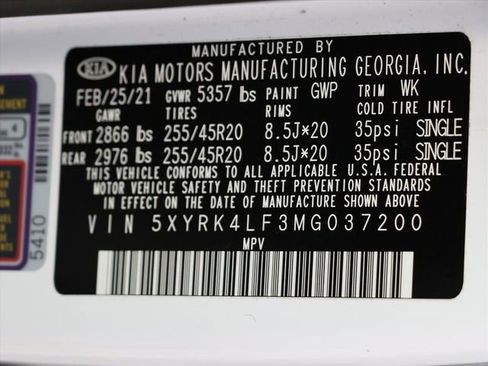 MANUFACTURED BY
KIA KIA MOTORS MANUFACTURING GEORGIA, INC.
FEB/25/21 GVWR 5357 lbs PAINT GWP TRIM WK
GAWR TIRES RIMS COLD TIRE INFL
FRONT 2866 lbs 255/45R20 8.5J×20 35psi SINGLE
REAR 2976 lbs 255/45R20 8.5J×20 35psi SINGLE
THIS VEHICLE CONFORMS TO ALL APPLICABLE U.S.A. FEDERAL
MOTOR VEHICLE SAFETY AND THEFT PREVENTION STANDARDS
IN EFFECT ON THE DATE OF MANUFACTURE SHOWN ABOVE
VIN 5XYRK4LF3MG037200
MPV
5410
4